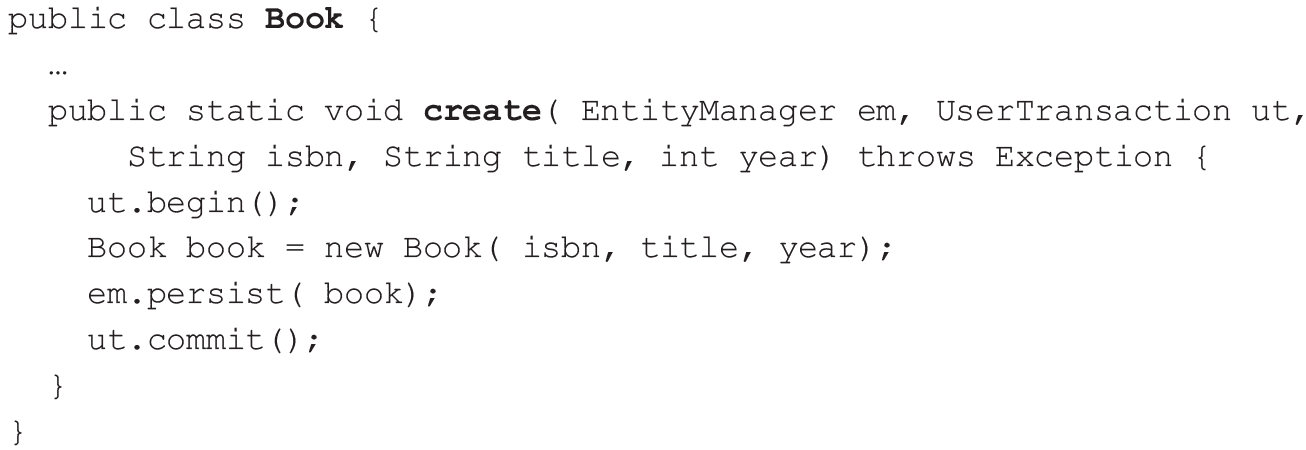 public class Book {
…
public static void create( EntityManager em, UserTransaction ut,
String isbn, String title, int year) throws Exception {
ut.begin();
Book book = new Book( isbn, title, year);
em.persist( book);
ut.commit();
}
}